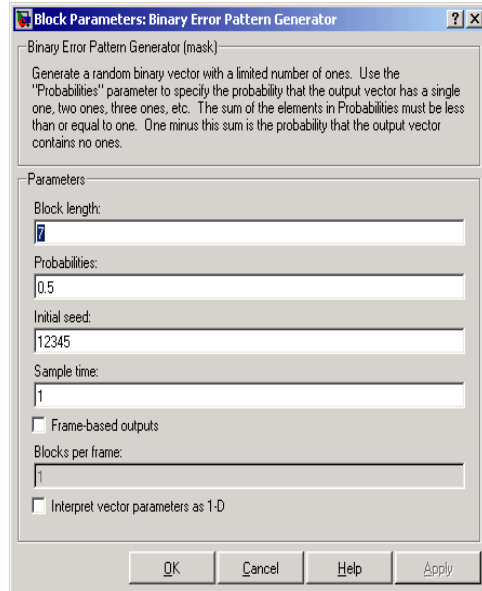 Block Parameters: Binary Error Pattern Generator
Binary Error Pattern Generator (mask)
Generate a random binary vector with a limited number of ones. Use the
"Probabilities" parameter to specify the probability that the output vector has a single
one, two ones, three ones, etc. The sum of the elements in Probabilities must be less
than or equal to one. One minus this sum is the probability that the output vector
contains no ones.
Parameters
Block length:
7
Probabilities:
0.5
Initial seed:
12345
Sample time:
1
Frame-based outputs
Blocks per frame:
1
Interpret vector parameters as 1-D
OK Cancel Help Apply